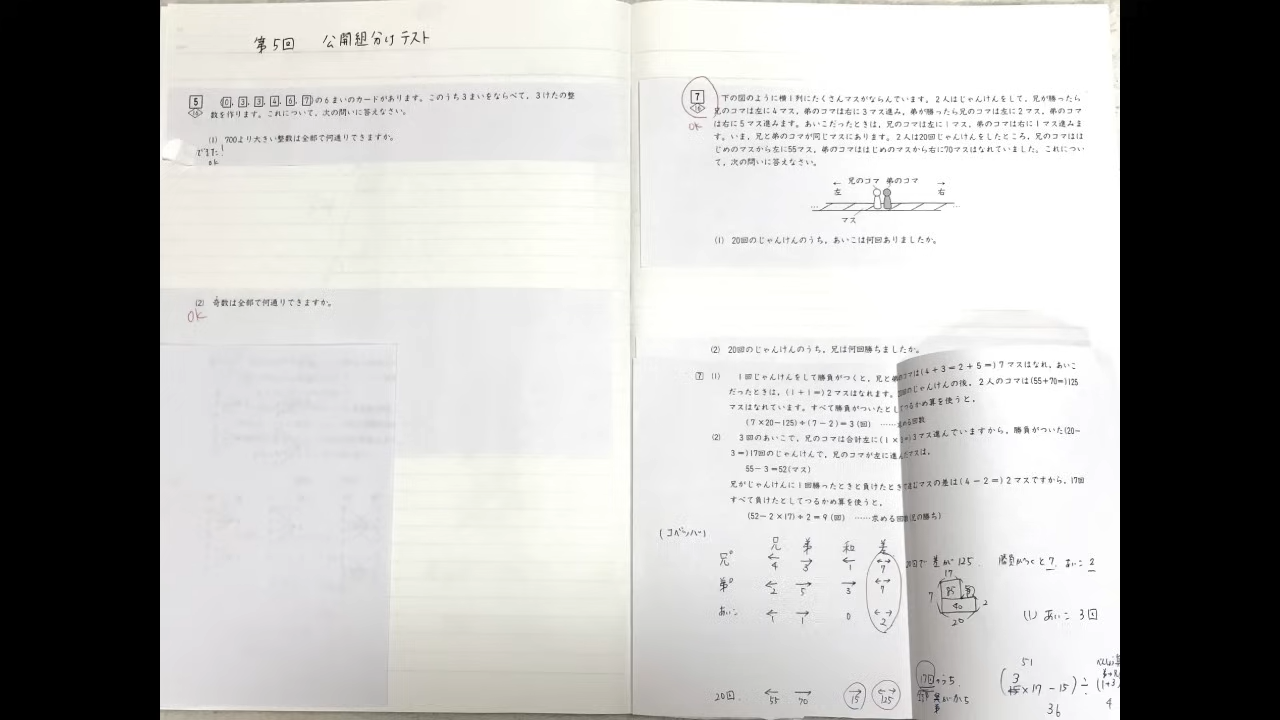 第5回 公開組分けテスト
5
0, 3, 3, 4, 6, 7 の6まいのカードがあります。このうち3まいをならべて、3けたの整
数を作ります。これについて、次の問いに答えなさい。
(1) 700より大きい整数は全部で何通りできますか。
OK
(2) 奇数は全部で何通りできますか。
OK
7
下の図のように横1列にたくさんマスがならんでいます。2人はじゃんけんをして、兄が勝ったら
兄のコマは左に4マス、弟のコマは右に3マス進み、弟が勝ったら兄のコマは左に2マス、弟のコマ
は右に5マス進みます。あいこだったときは、兄のコマは左に1マス、弟のコマは右に1マス進みま
す。いま、兄と弟のコマが同じマスにあります。2人は20回じゃんけんをしたところ、兄のコマはは
じめのマスから左に55マス、弟のコマははじめのマスから右に70マスはなれていました。これについ
て、次の問いに答えなさい。
OK
← 兄のコマ 弟のコマ →
左 右
… …
マス
(1) 20回のじゃんけんのうち、あいこは何回ありましたか。
(2) 20回のじゃんけんのうち、兄は何回勝ちましたか。
7 (1) 1回じゃんけんをして勝負がつくと、兄と弟のコマは(4+3=2+5=)7マスはなれ、あいこ
だったときは、(1+1=)2マスはなれます。20回のじゃんけんの後、2人のコマは(55+70=)125
マスはなれています。すべて勝負がついたとしてつるかめ算を使うと、
(7×20-125)÷(7-2)=3(回) ……求める回数
(2) 3回のあいこで、兄のコマは合計左に(1×3=)3マス進んでいますから、勝負がついた(20-
3=)17回のじゃんけんで、兄のコマが左に進んだマスは、
55-3=52(マス)
兄がじゃんけんに1回勝ったときと負けたときで進むマスの差は(4-2=)2マスですから、17回
すべて負けたとしてつるかめ算を使うと、
(52-2×17)÷2=9(回) ……求める回数(兄の勝ち)
兄 弟 和 差
兄○ ←4 →3 ←1 ↔7
弟○ ←2 →5 →3 ↔7
あいこ ←1 →1 0 ↔2
20回 ←55 →70 →15 ↔125
20回で 差が125. 勝負がつくと7. あいこ2
17
7 85
40 2
20
(1) あいこ 3回
17回のうち
51
36
4